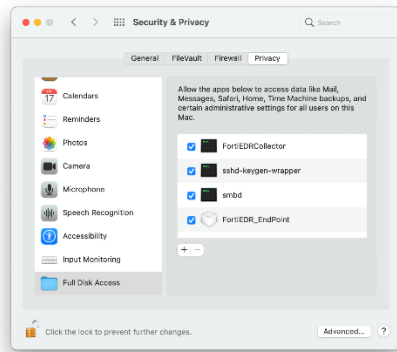 Security & Privacy
Search
General FileVault Firewall Privacy
17
Calendars
Reminders
Photos
Camera
Microphone
Speech Recognition
Accessibility
Input Monitoring
Full Disk Access
Allow the apps below to access data like Mail,
Messages, Safari, Home, Time Machine backups, and
certain administrative settings for all users on this
Mac.
FortiEDRCollector
sshd-keygen-wrapper
smbd
FortiEDR_EndPoint
+ −
Click the lock to prevent further changes.
Advanced... ?